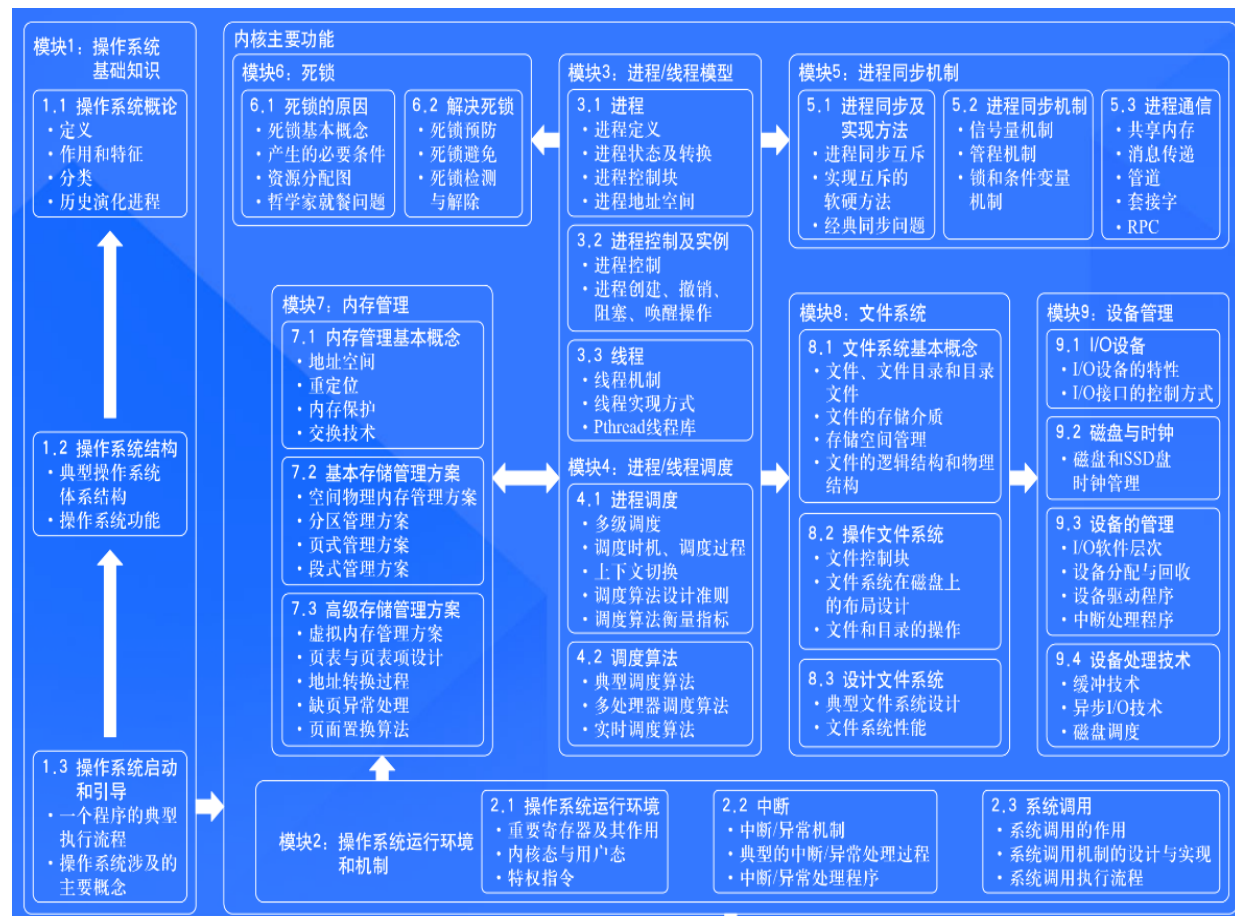 模块1：操作系统
基础知识
1.1 操作系统概论
· 定义
· 作用和特征
· 分类
· 历史演化进程
1.2 操作系统结构
· 典型操作系统
体系结构
· 操作系统功能
1.3 操作系统启动
和引导
· 一个程序的典型
执行流程
· 操作系统涉及的
主要概念
内核主要功能
模块6：死锁
6.1 死锁的原因
· 死锁基本概念
· 产生的必要条件
· 资源分配图
· 哲学家就餐问题
6.2 解决死锁
· 死锁预防
· 死锁避免
· 死锁检测
与解除
模块3：进程/线程模型
3.1 进程
· 进程定义
· 进程状态及转换
· 进程控制块
· 进程地址空间
3.2 进程控制及实例
· 进程控制
· 进程创建、撤销、
阻塞、唤醒操作
3.3 线程
· 线程机制
· 线程实现方式
· Pthread线程库
模块5：进程同步机制
5.1 进程同步及
实现方法
· 进程同步互斥
· 实现互斥的
软硬方法
· 经典同步问题
5.2 进程同步机制
· 信号量机制
· 管程机制
· 锁和条件变量
机制
5.3 进程通信
· 共享内存
· 消息传递
· 管道
· 套接字
· RPC
模块7：内存管理
7.1 内存管理基本概念
· 地址空间
· 重定位
· 内存保护
· 交换技术
7.2 基本存储管理方案
· 空间物理内存管理方案
· 分区管理方案
· 页式管理方案
· 段式管理方案
7.3 高级存储管理方案
· 虚拟内存管理方案
· 页表与页表项设计
· 地址转换过程
· 缺页异常处理
· 页面置换算法
模块4：进程/线程调度
4.1 进程调度
· 多级调度
· 调度时机、调度过程
· 上下文切换
· 调度算法设计准则
· 调度算法衡量指标
4.2 调度算法
· 典型调度算法
· 多处理器调度算法
· 实时调度算法
模块8：文件系统
8.1 文件系统基本概念
· 文件、文件目录和目录
文件
· 文件的存储介质
· 存储空间管理
· 文件的逻辑结构和物理
结构
8.2 操作文件系统
· 文件控制块
· 文件系统在磁盘上
的布局设计
· 文件和目录的操作
8.3 设计文件系统
· 典型文件系统设计
· 文件系统性能
模块9：设备管理
9.1 I/O设备
· I/O设备的特性
· I/O接口的控制方式
9.2 磁盘与时钟
· 磁盘和SSD盘
时钟管理
9.3 设备的管理
· I/O软件层次
· 设备分配与回收
· 设备驱动程序
· 中断处理程序
9.4 设备处理技术
· 缓冲技术
· 异步I/O技术
· 磁盘调度
模块2：操作系统运行环境
和机制
2.1 操作系统运行环境
· 重要寄存器及其作用
· 内核态与用户态
· 特权指令
2.2 中断
· 中断/异常机制
· 典型的中断/异常处理过程
· 中断/异常处理程序
2.3 系统调用
· 系统调用的作用
· 系统调用机制的设计与实现
· 系统调用执行流程